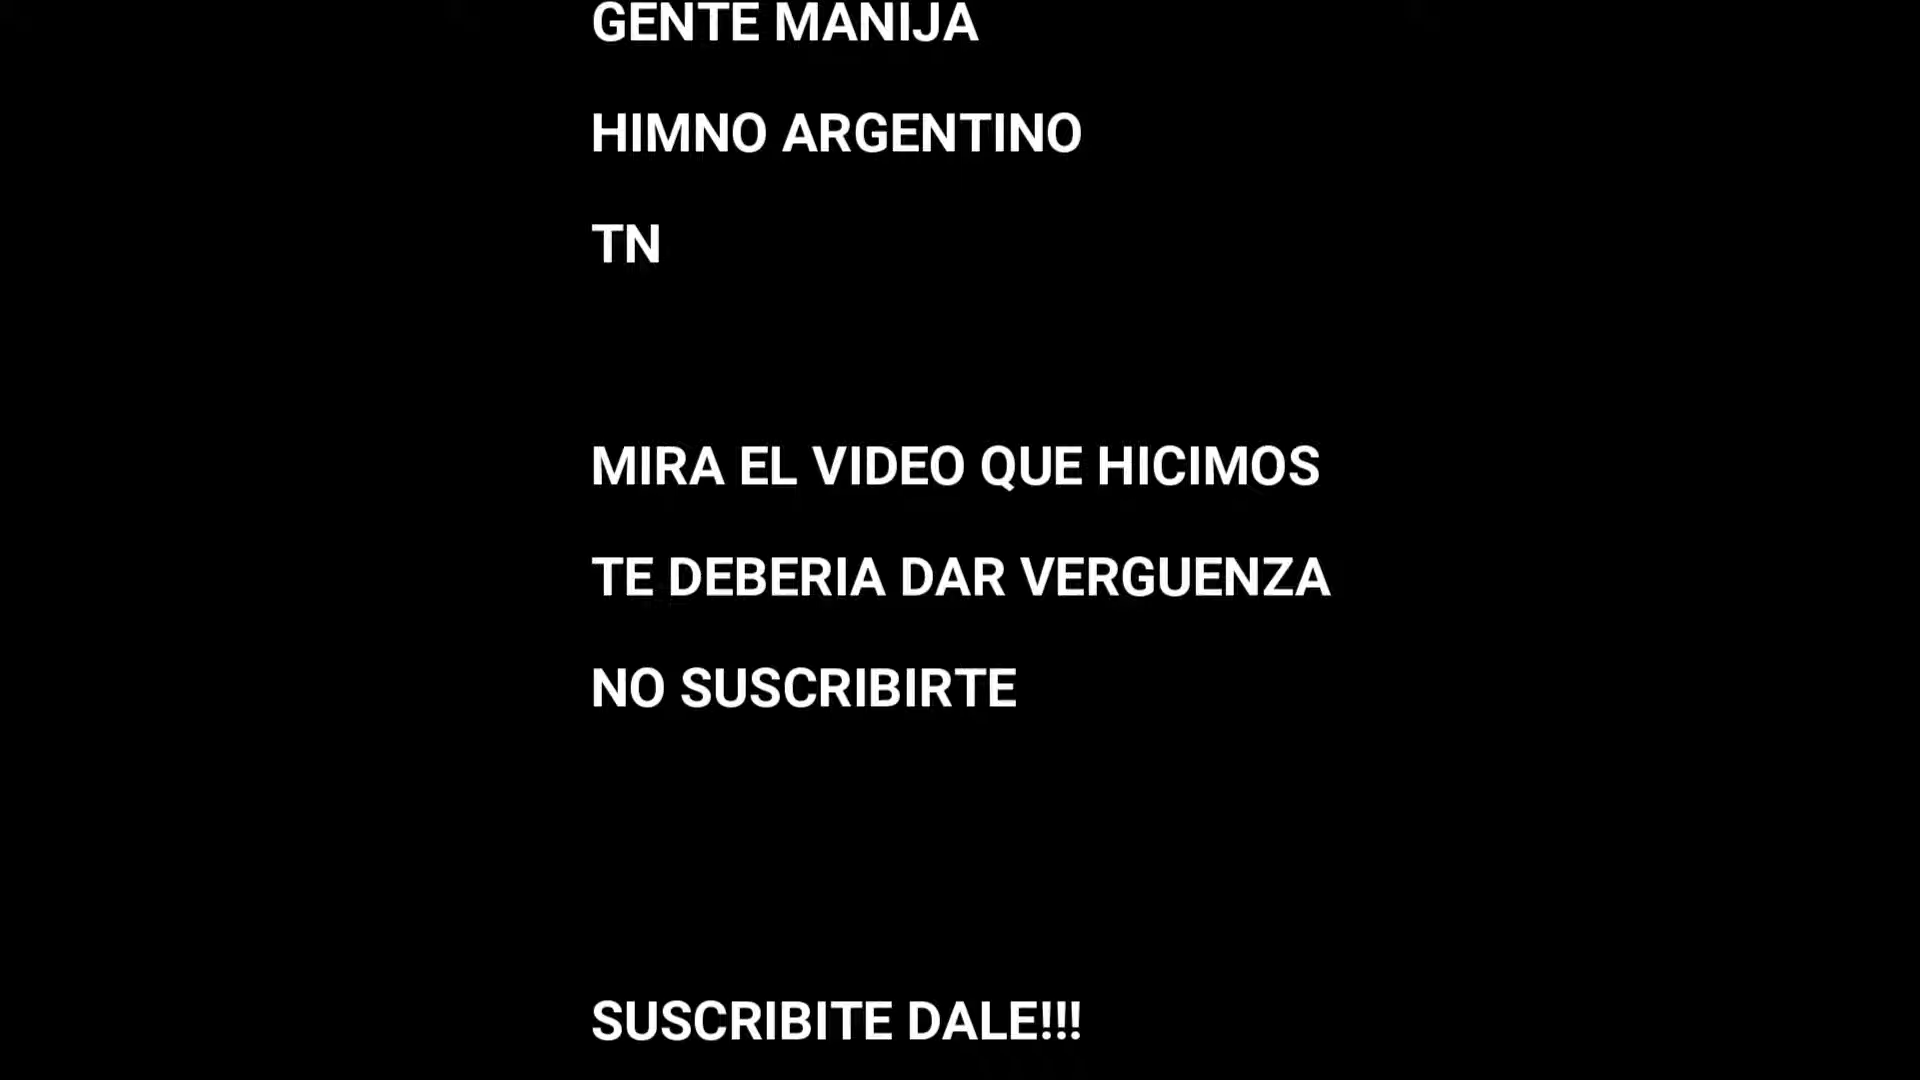 GENTE MANIJA
HIMNO ARGENTINO
TN
MIRA EL VIDEO QUE HICIMOS
TE DEBERIA DAR VERGUENZA
NO SUSCRIBIRTE
SUSCRIBITE DALE!!!